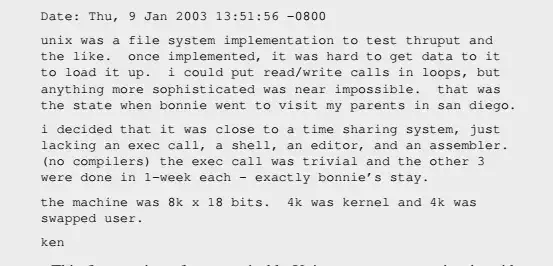 Date: Thu, 9 Jan 2003 13:51:56 -0800
unix was a file system implementation to test thruput and
the like. once implemented, it was hard to get data to it
to load it up. i could put read/write calls in loops, but
anything more sophisticated was near impossible. that was
the state when bonnie went to visit my parents in san diego.
i decided that it was close to a time sharing system, just
lacking an exec call, a shell, an editor, and an assembler.
(no compilers) the exec call was trivial and the other 3
were done in 1-week each - exactly bonnie's stay.
the machine was 8k x 18 bits. 4k was kernel and 4k was
swapped user.
ken